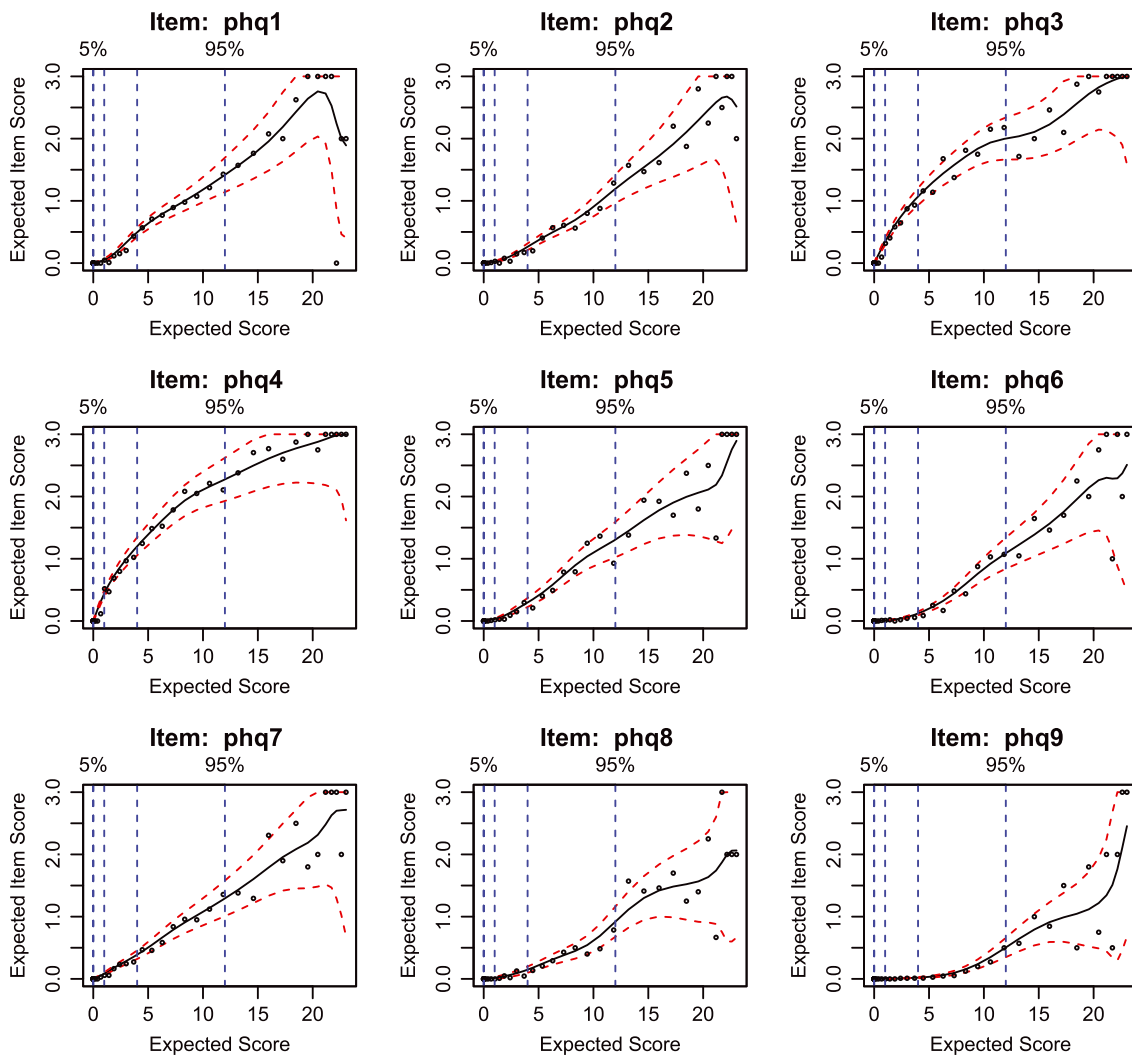 Item: phq1
5% 95%
Expected Item Score
0.0 1.0 2.0 3.0
0 5 10 15 20
Expected Score
Item: phq2
5% 95%
Expected Item Score
0.0 1.0 2.0 3.0
0 5 10 15 20
Expected Score
Item: phq3
5% 95%
Expected Item Score
0.0 1.0 2.0 3.0
0 5 10 15 20
Expected Score
Item: phq4
5% 95%
Expected Item Score
0.0 1.0 2.0 3.0
0 5 10 15 20
Expected Score
Item: phq5
5% 95%
Expected Item Score
0.0 1.0 2.0 3.0
0 5 10 15 20
Expected Score
Item: phq6
5% 95%
Expected Item Score
0.0 1.0 2.0 3.0
0 5 10 15 20
Expected Score
Item: phq7
5% 95%
Expected Item Score
0.0 1.0 2.0 3.0
0 5 10 15 20
Expected Score
Item: phq8
5% 95%
Expected Item Score
0.0 1.0 2.0 3.0
0 5 10 15 20
Expected Score
Item: phq9
5% 95%
Expected Item Score
0.0 1.0 2.0 3.0
0 5 10 15 20
Expected Score